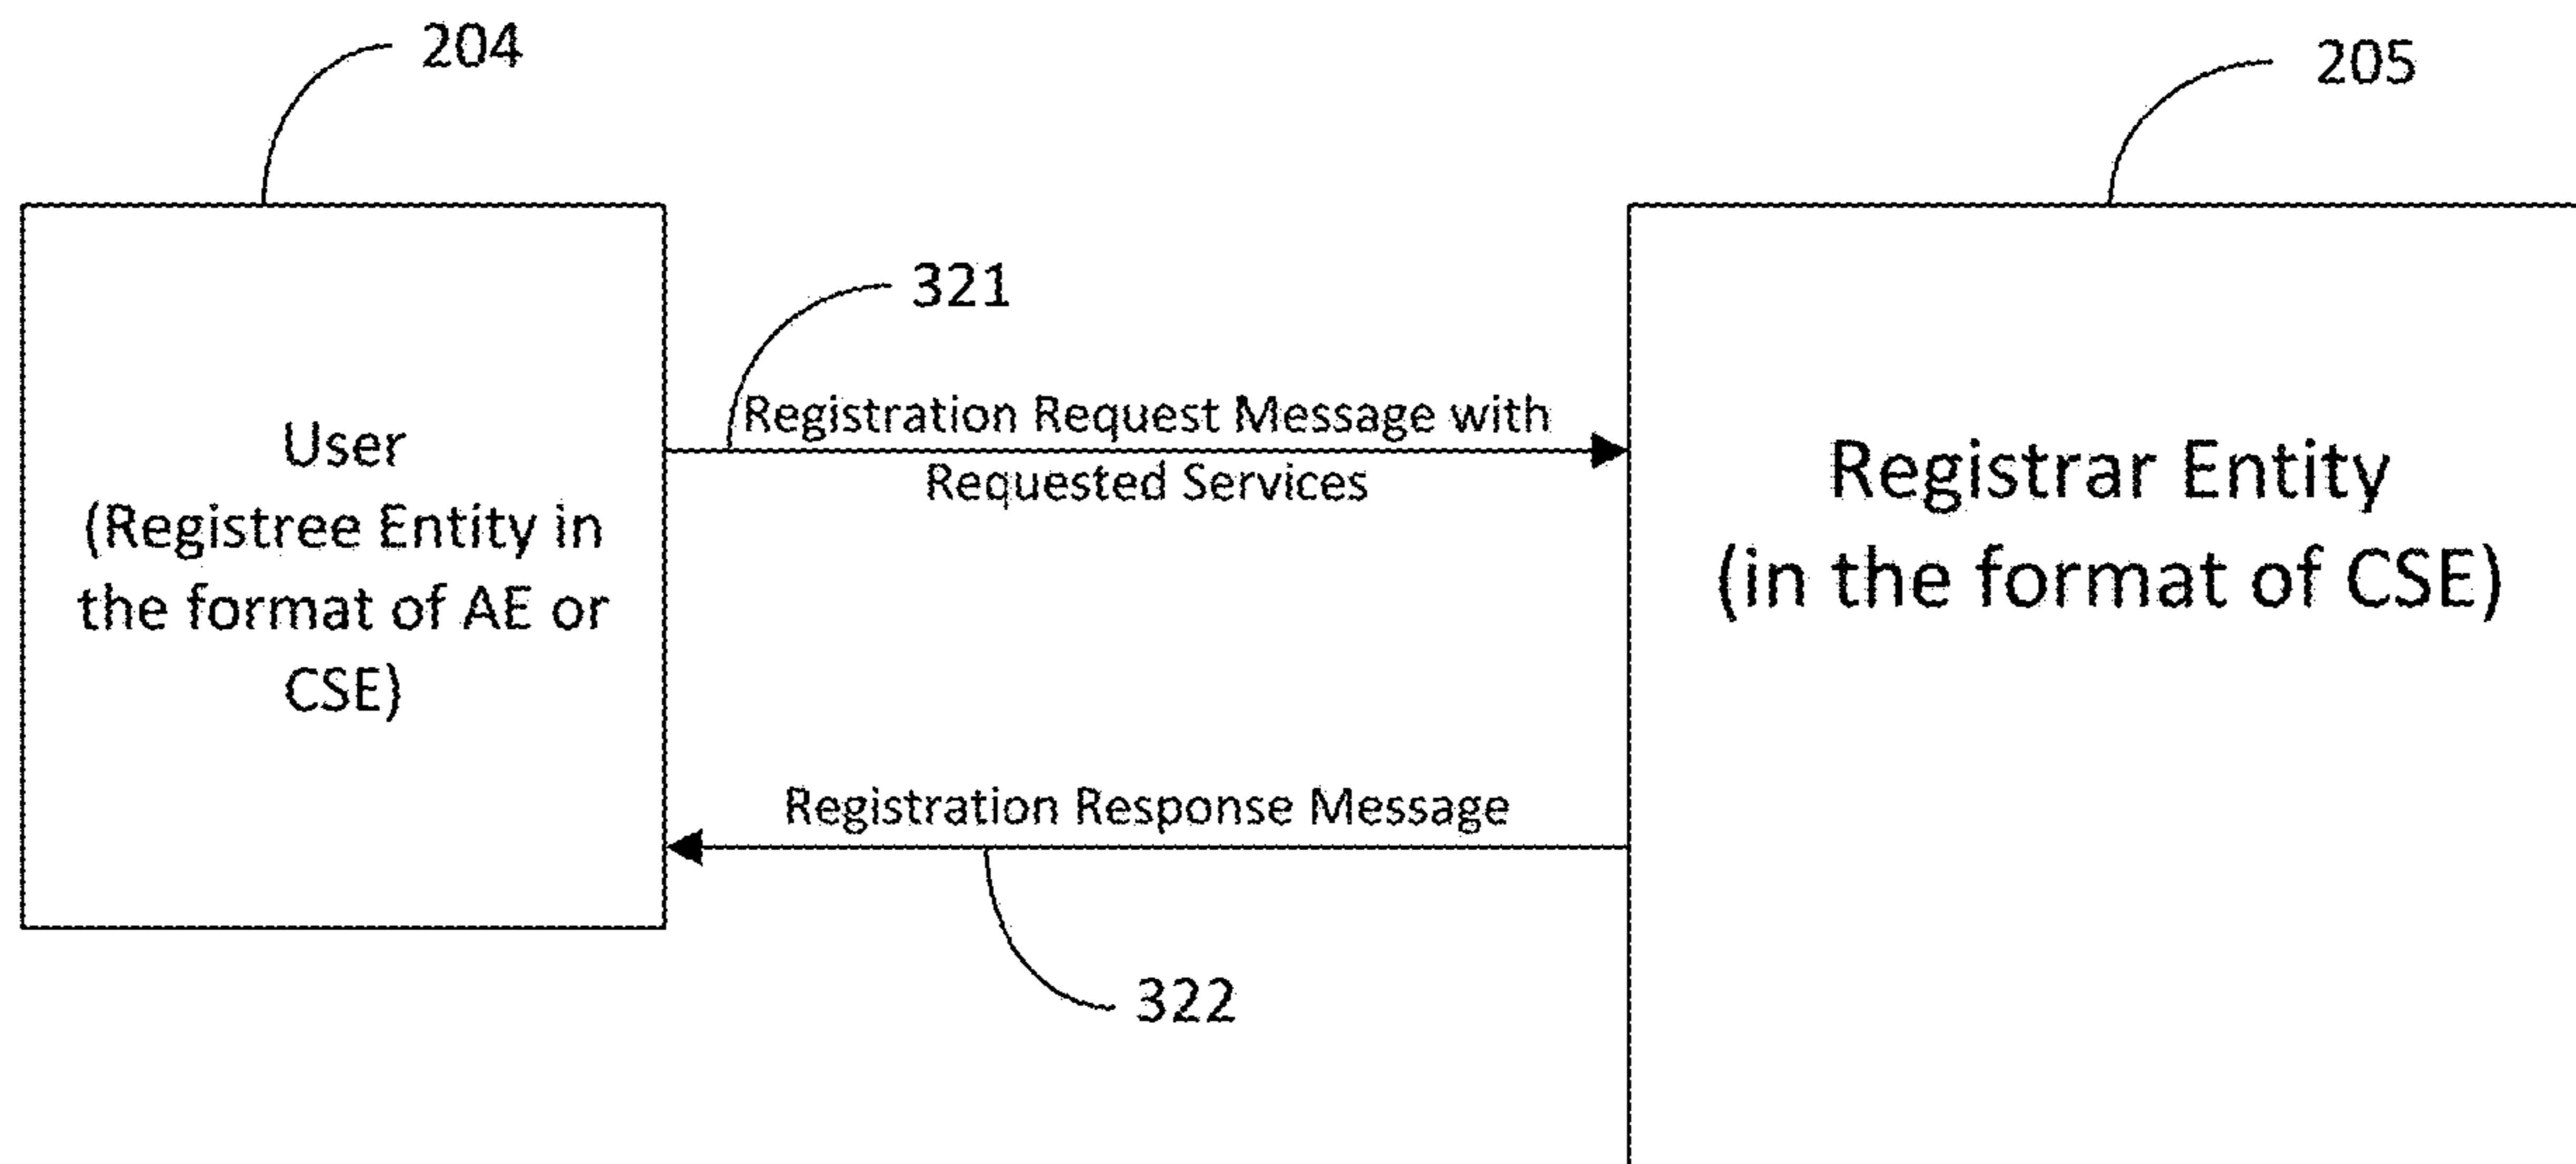 204
205
321
Registration Request Message with
Requested Services
User
(Registree Entity in
the format of AE or
CSE)
Registrar Entity
(in the format of CSE)
Registration Response Message
322